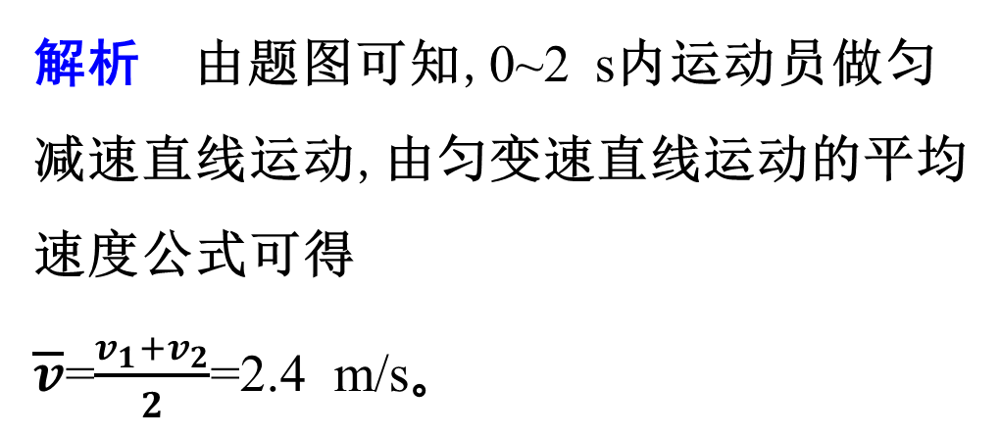 解析 由题图可知, 0~2 s内运动员做匀
减速直线运动, 由匀变速直线运动的平均
速度公式可得
v̅=(v₁+v₂)/2=2.4 m/s。